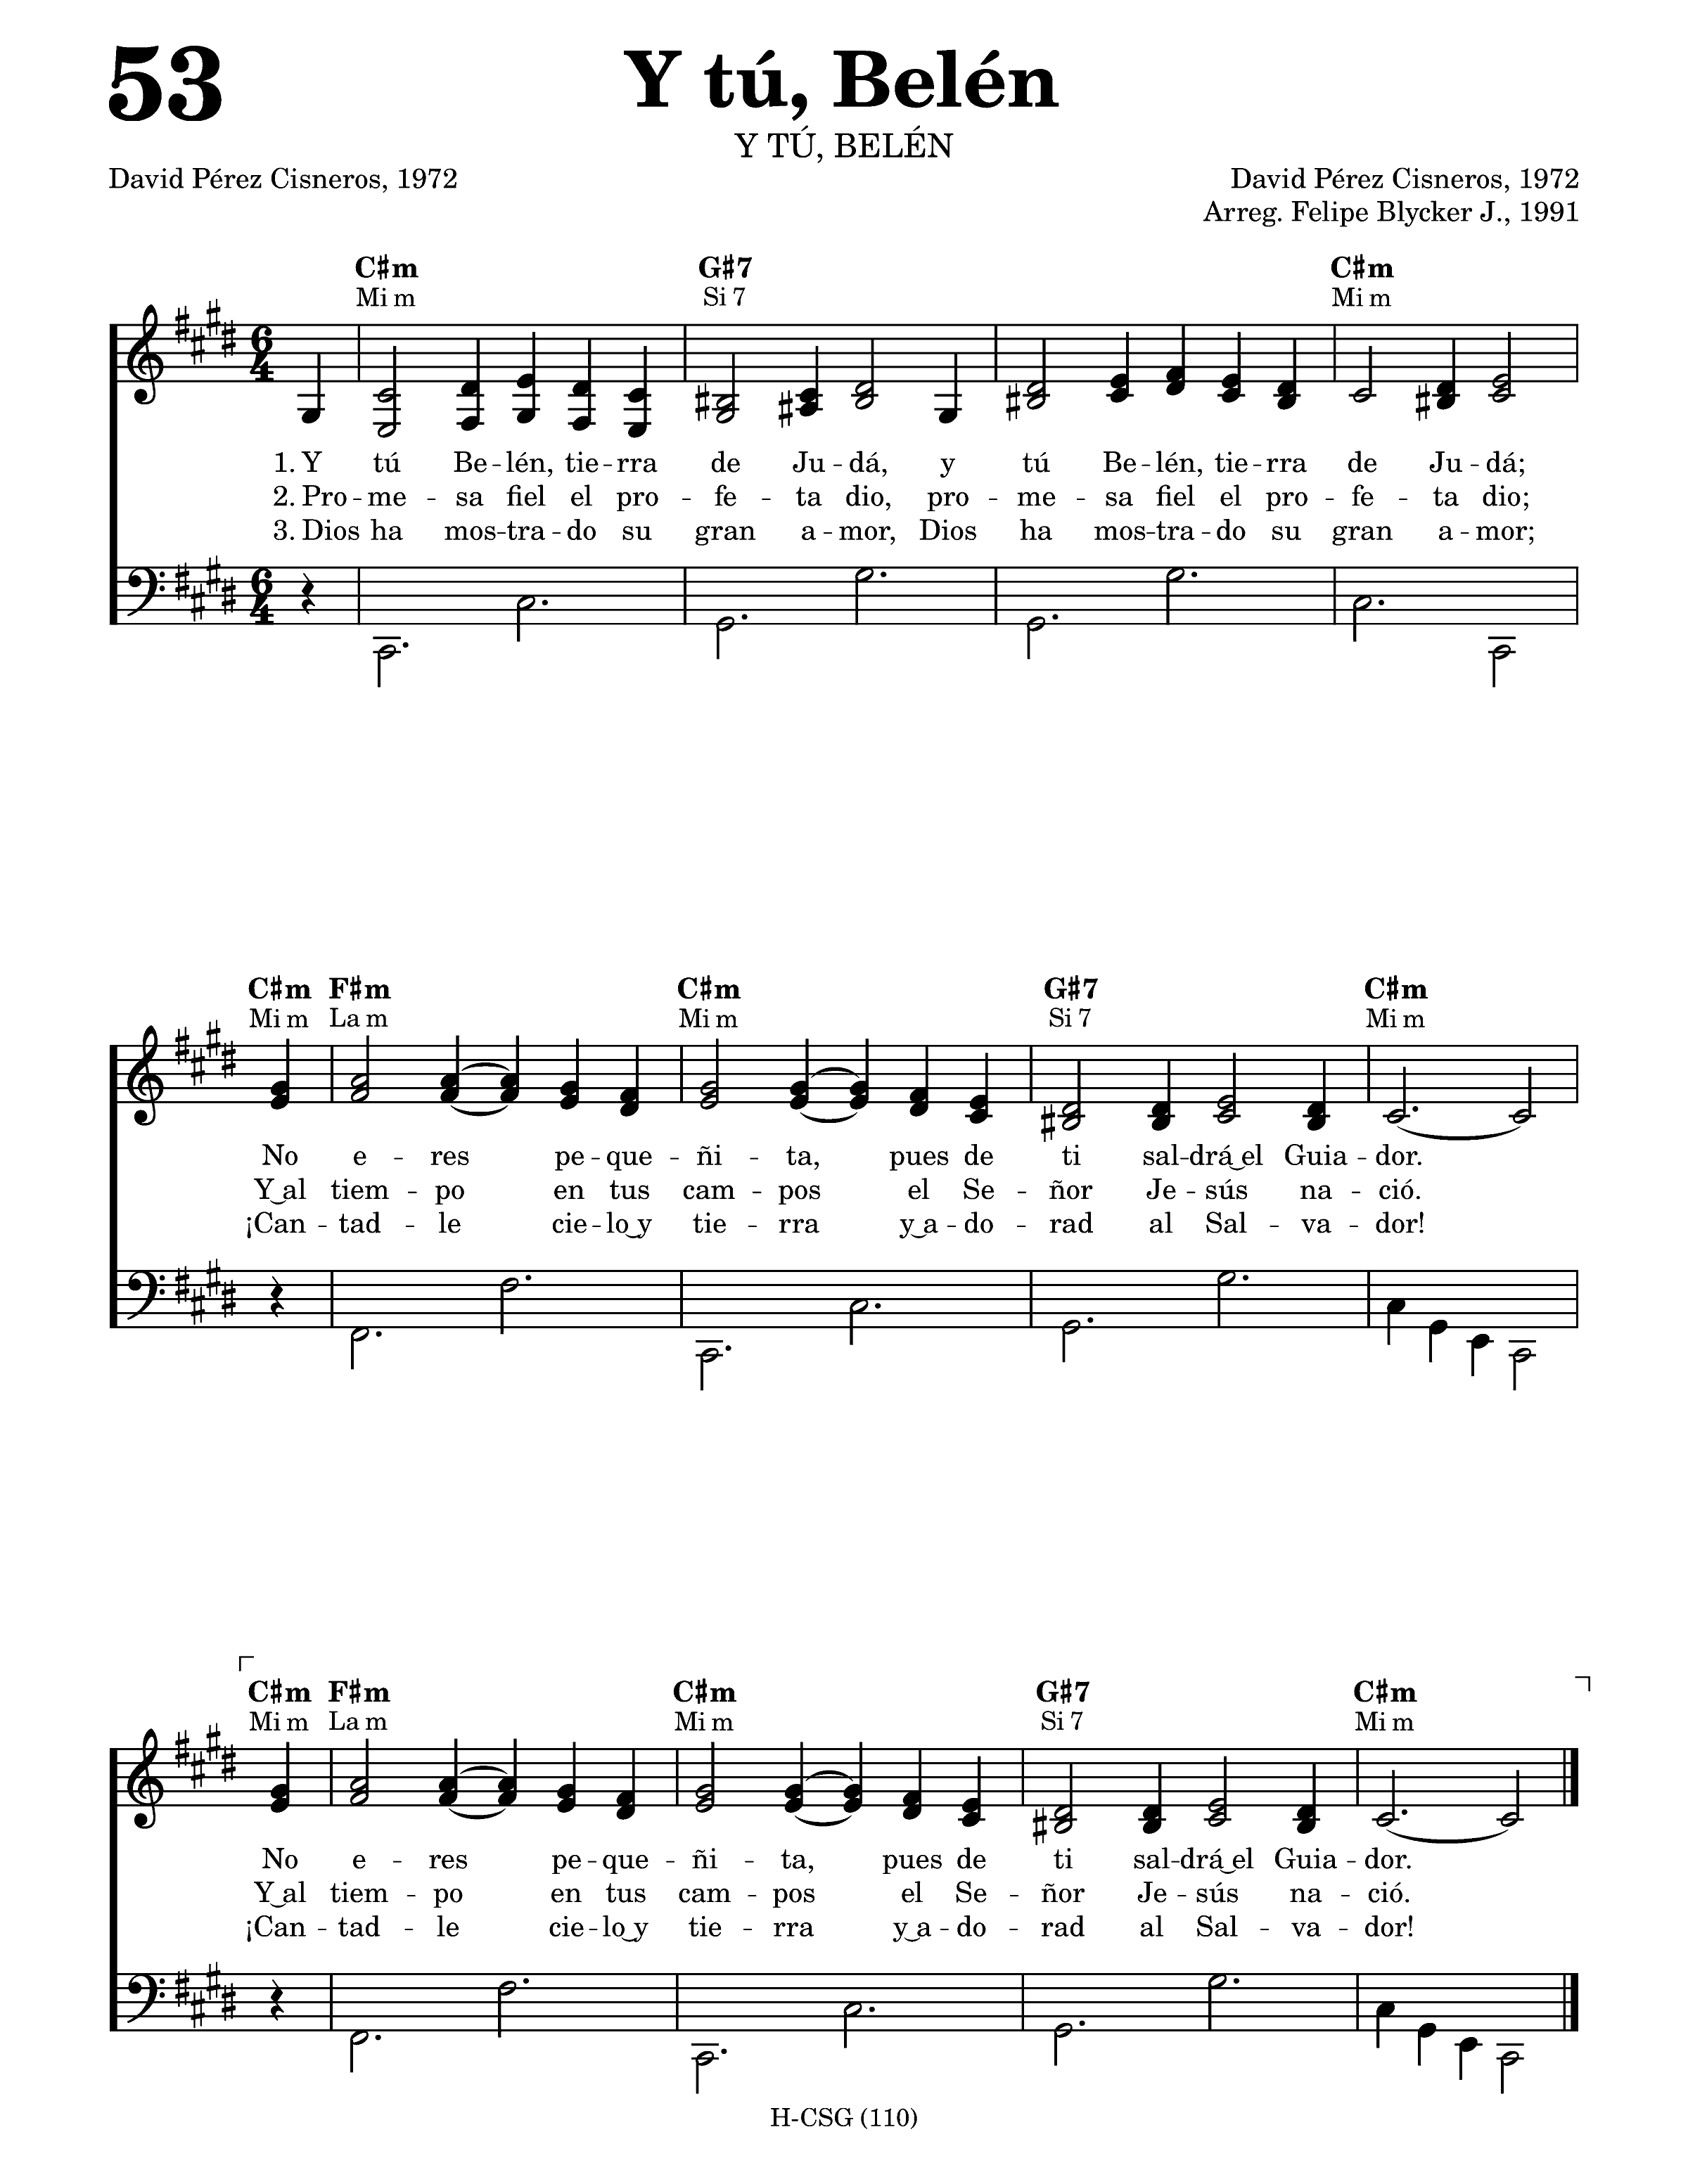 53
Y tú, Belén
Y TÚ, BELÉN
David Pérez Cisneros, 1972
David Pérez Cisneros, 1972
Arreg. Felipe Blycker J., 1991
C♯m G♯7 C♯m
Mi m Si 7 Mi m
6
4
1. Y tú Be – lén, tie – rra de Ju – dá, y tú Be – lén, tie – rra de Ju – dá;
2. Pro – me – sa fiel el pro – fe – ta dio, pro – me – sa fiel el pro – fe – ta dio;
3. Dios ha mos – tra – do su gran a – mor, Dios ha mos – tra – do su gran a – mor;
6
4
C♯m F♯m C♯m G♯7 C♯m
Mi m La m Mi m Si 7 Mi m
No e – res pe – que – ñi – ta, pues de ti sal – drá‿el Guia – dor.
Y‿al tiem – po en tus cam – pos el Se – ñor Je – sús na – ció.
¡Can – tad – le cie – lo‿y tie – rra y‿a – do – rad al Sal – va – dor!
C♯m F♯m C♯m G♯7 C♯m
Mi m La m Mi m Si 7 Mi m
No e – res pe – que – ñi – ta, pues de ti sal – drá‿el Guia – dor.
Y‿al tiem – po en tus cam – pos el Se – ñor Je – sús na – ció.
¡Can – tad – le cie – lo‿y tie – rra y‿a – do – rad al Sal – va – dor!
H-CSG (110)